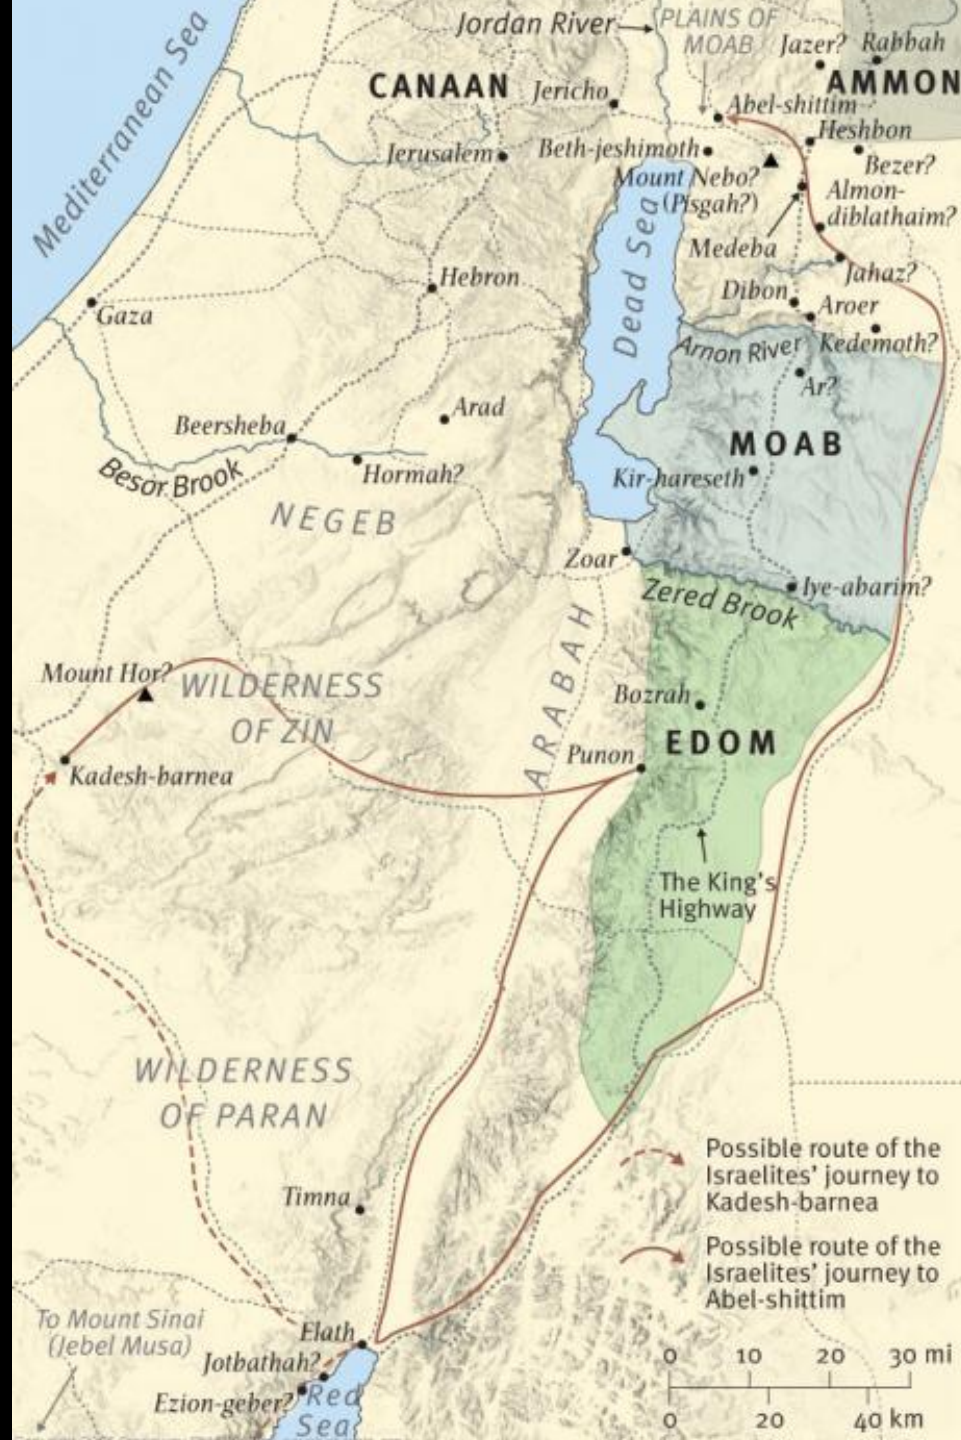 Mediterranean Sea
Jordan River
PLAINS OF
MOAB
Jazer?
Rabbah
CANAAN
AMMON
Jericho
Abel-shittim
Heshbon
Jerusalem
Beth-jeshimoth
Bezer?
Mount Nebo?
(Pisgah?)
Almon-
diblathaim?
Medeba
Dead Sea
Jahaz?
Hebron
Dibon
Aroer
Gaza
Arnon River
Kedemoth?
Ar?
Arad
Beersheba
MOAB
Besor Brook
Hormah?
Kir-hareseth
NEGEB
Zoar
Zered Brook
Iye-abarim?
ARABAH
Mount Hor?
WILDERNESS
OF ZIN
Bozrah
EDOM
Punon
Kadesh-barnea
The King's
Highway
WILDERNESS
OF PARAN
Timna
Possible route of the
Israelites' journey to
Kadesh-barnea
Possible route of the
Israelites' journey to
Abel-shittim
To Mount Sinai
(Jebel Musa)
Elath
Jotbathah?
Ezion-geber?
Red
Sea
0 10 20 30 mi
0 20 40 km